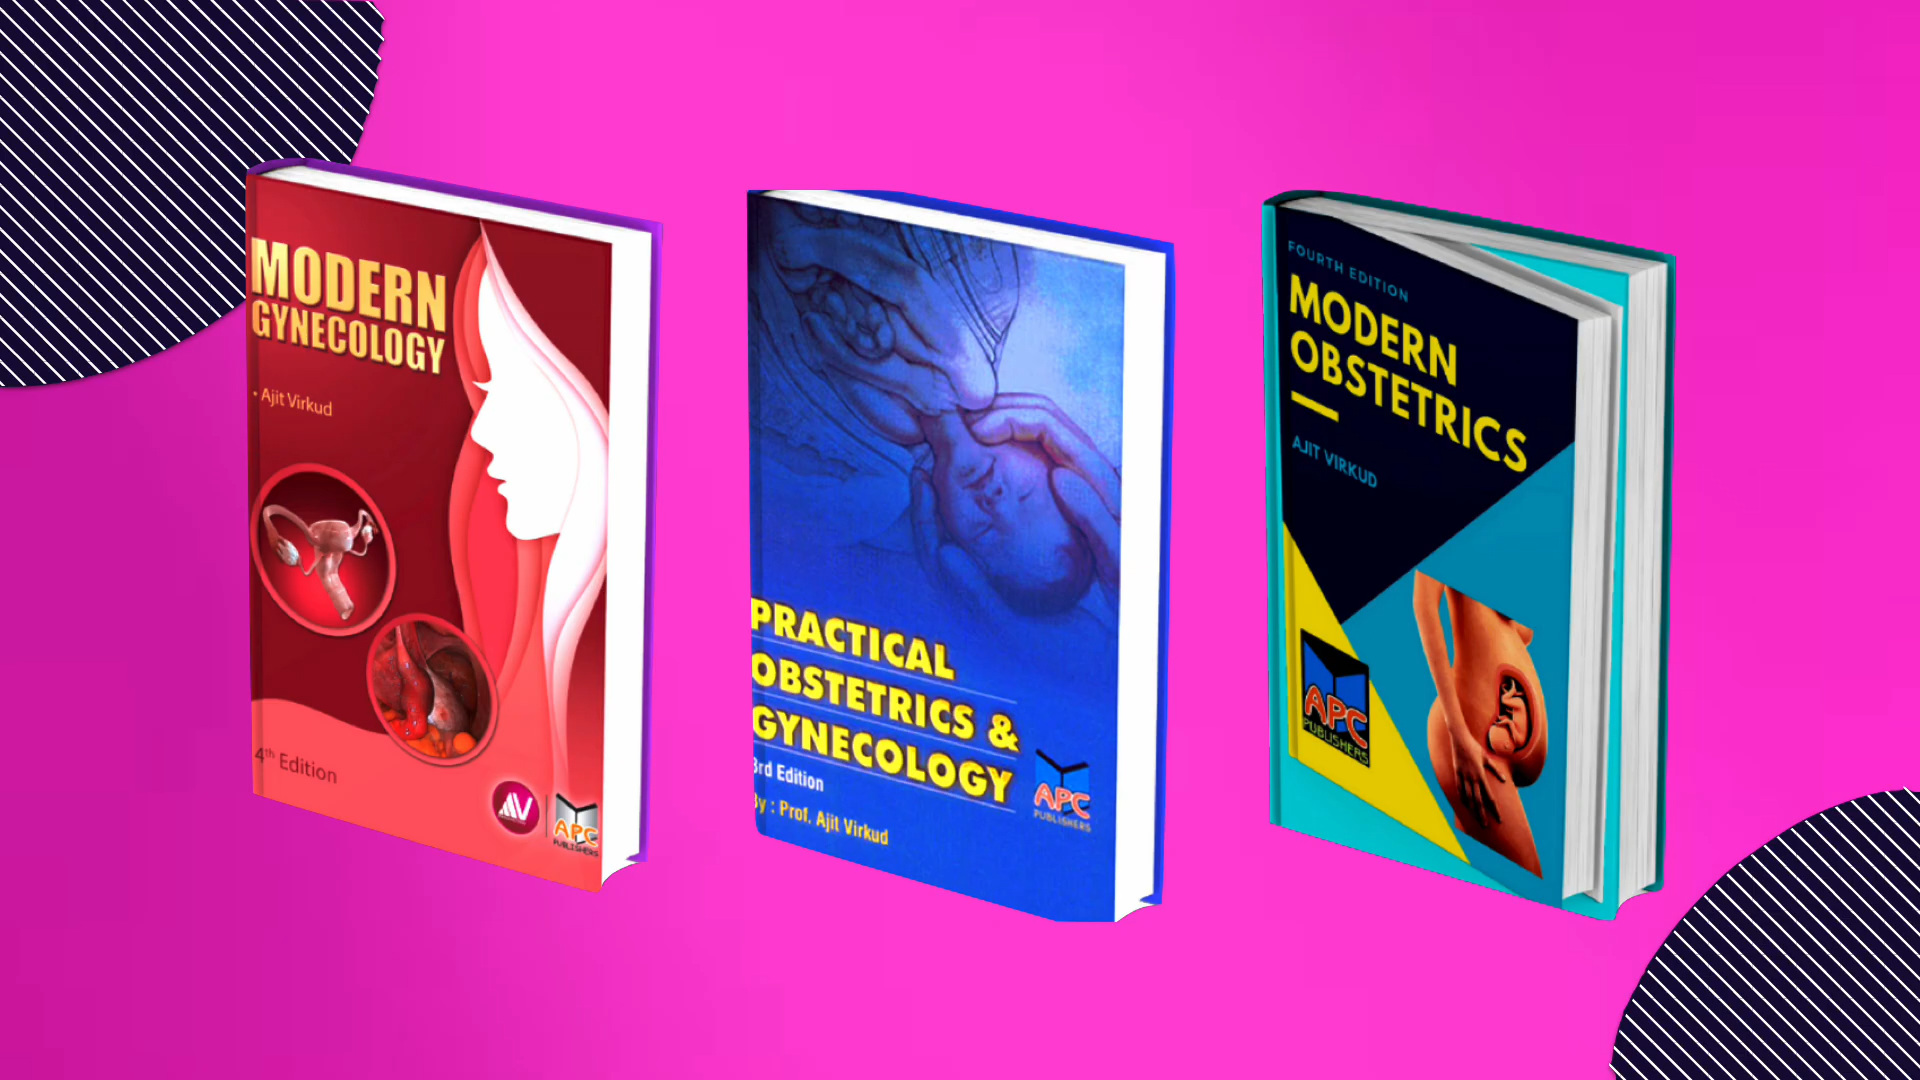 MODERN
GYNECOLOGY
• Ajit Virkud
4th Edition
AV
APC
PUBLISHERS
PRACTICAL
OBSTETRICS &
GYNECOLOGY
3rd Edition
By : Prof. Ajit Virkud
APC
PUBLISHERS
FOURTH EDITION
MODERN
OBSTETRICS
AJIT VIRKUD
APC
PUBLISHERS